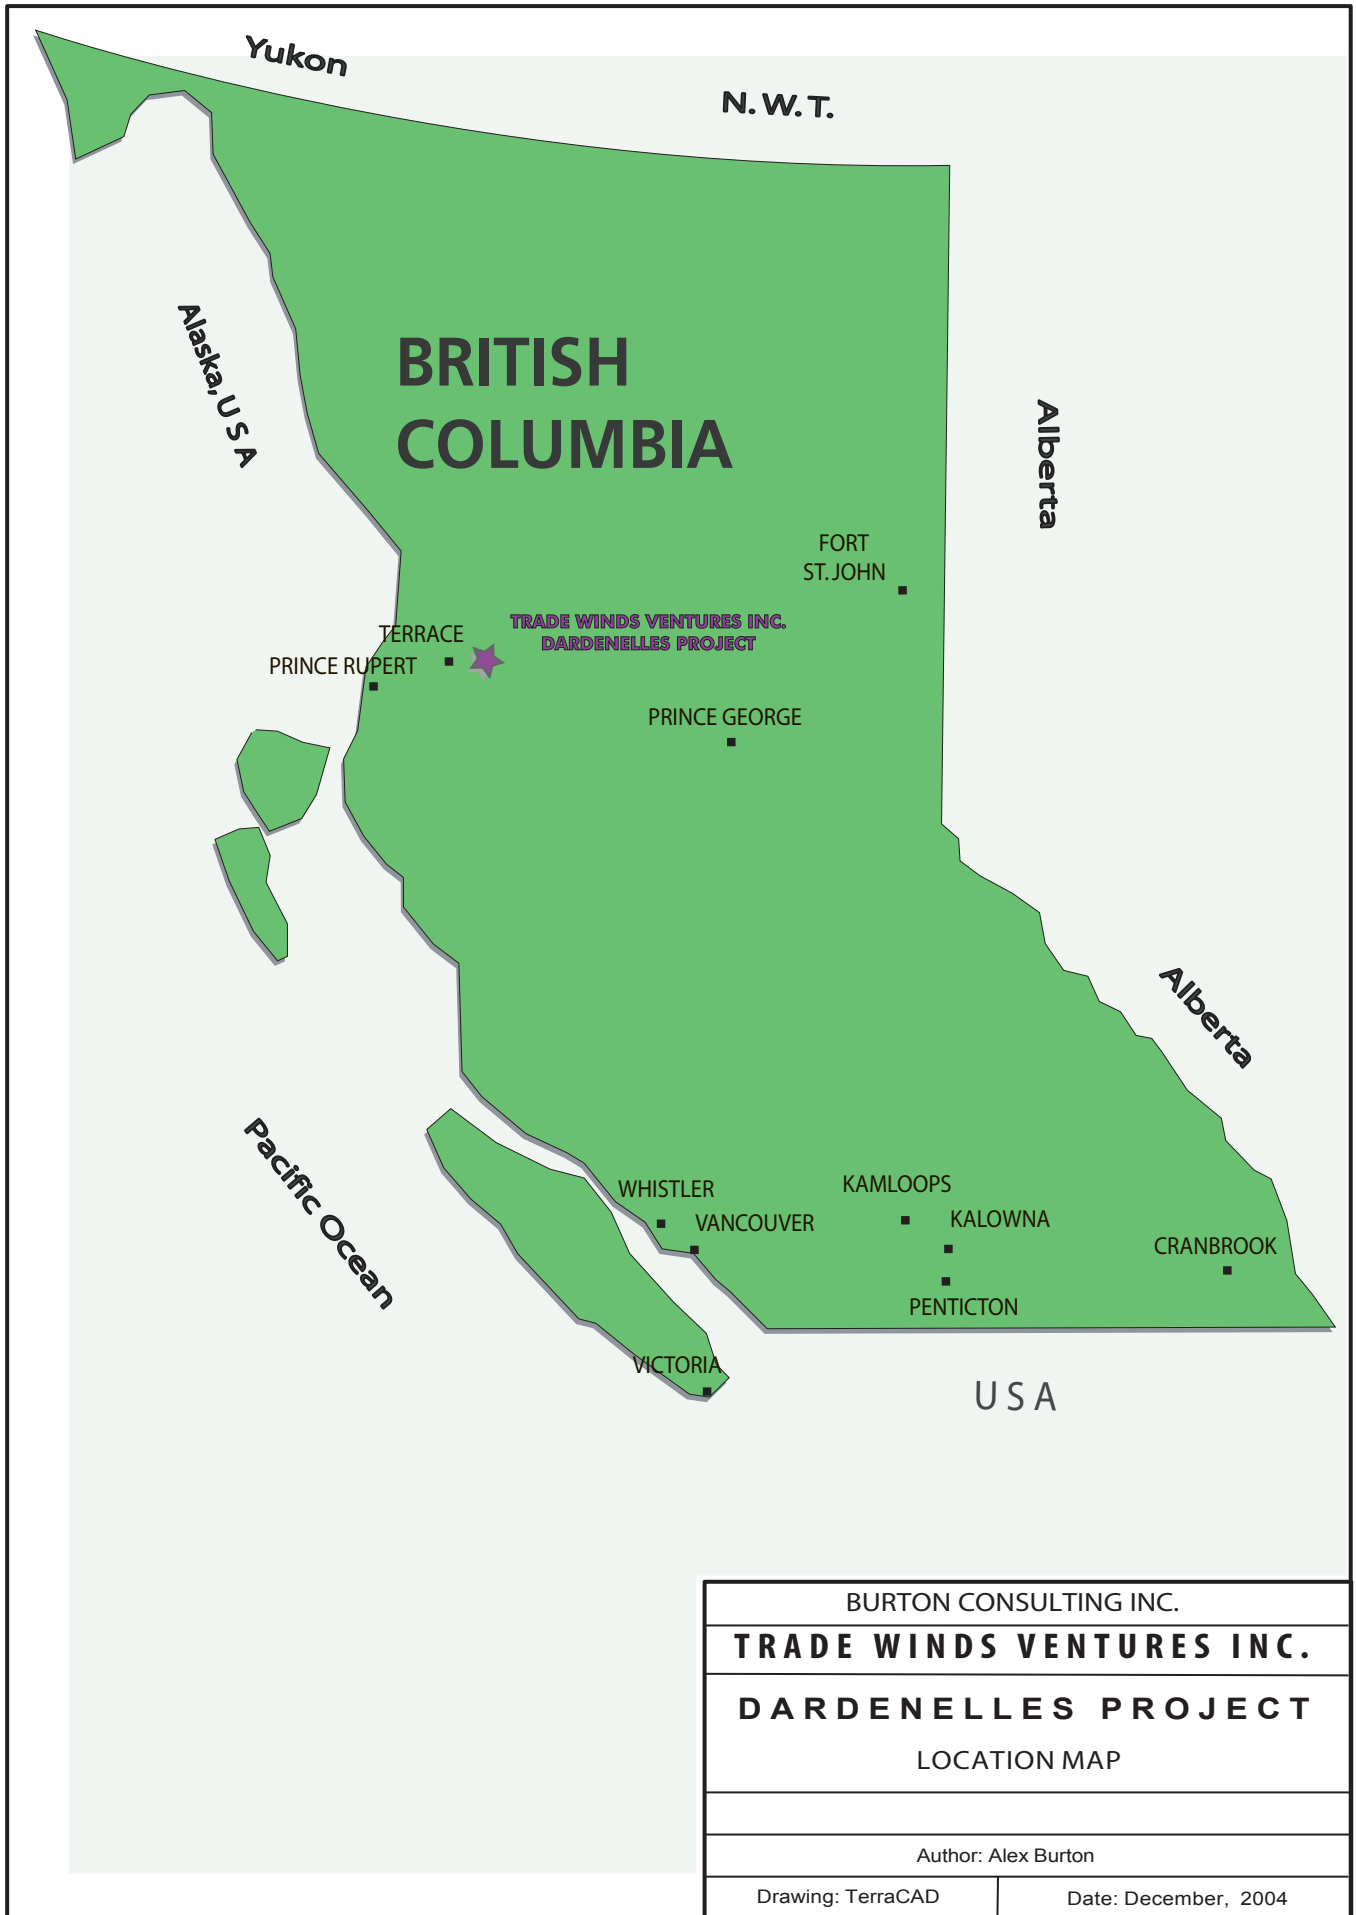 Yukon
N. W. T.
Alaska, U S A
BRITISH
COLUMBIA
Alberta
FORT
ST. JOHN
TRADE WINDS VENTURES INC.
DARDENELLES PROJECT
TERRACE
PRINCE RUPERT
PRINCE GEORGE
Alberta
Pacific Ocean
WHISTLER
VANCOUVER
KAMLOOPS
KALOWNA
CRANBROOK
PENTICTON
VICTORIA
U S A
BURTON CONSULTING INC.
TRADE WINDS VENTURES INC.
DARDENELLES PROJECT
LOCATION MAP
Author: Alex Burton
Drawing: TerraCAD
Date: December, 2004